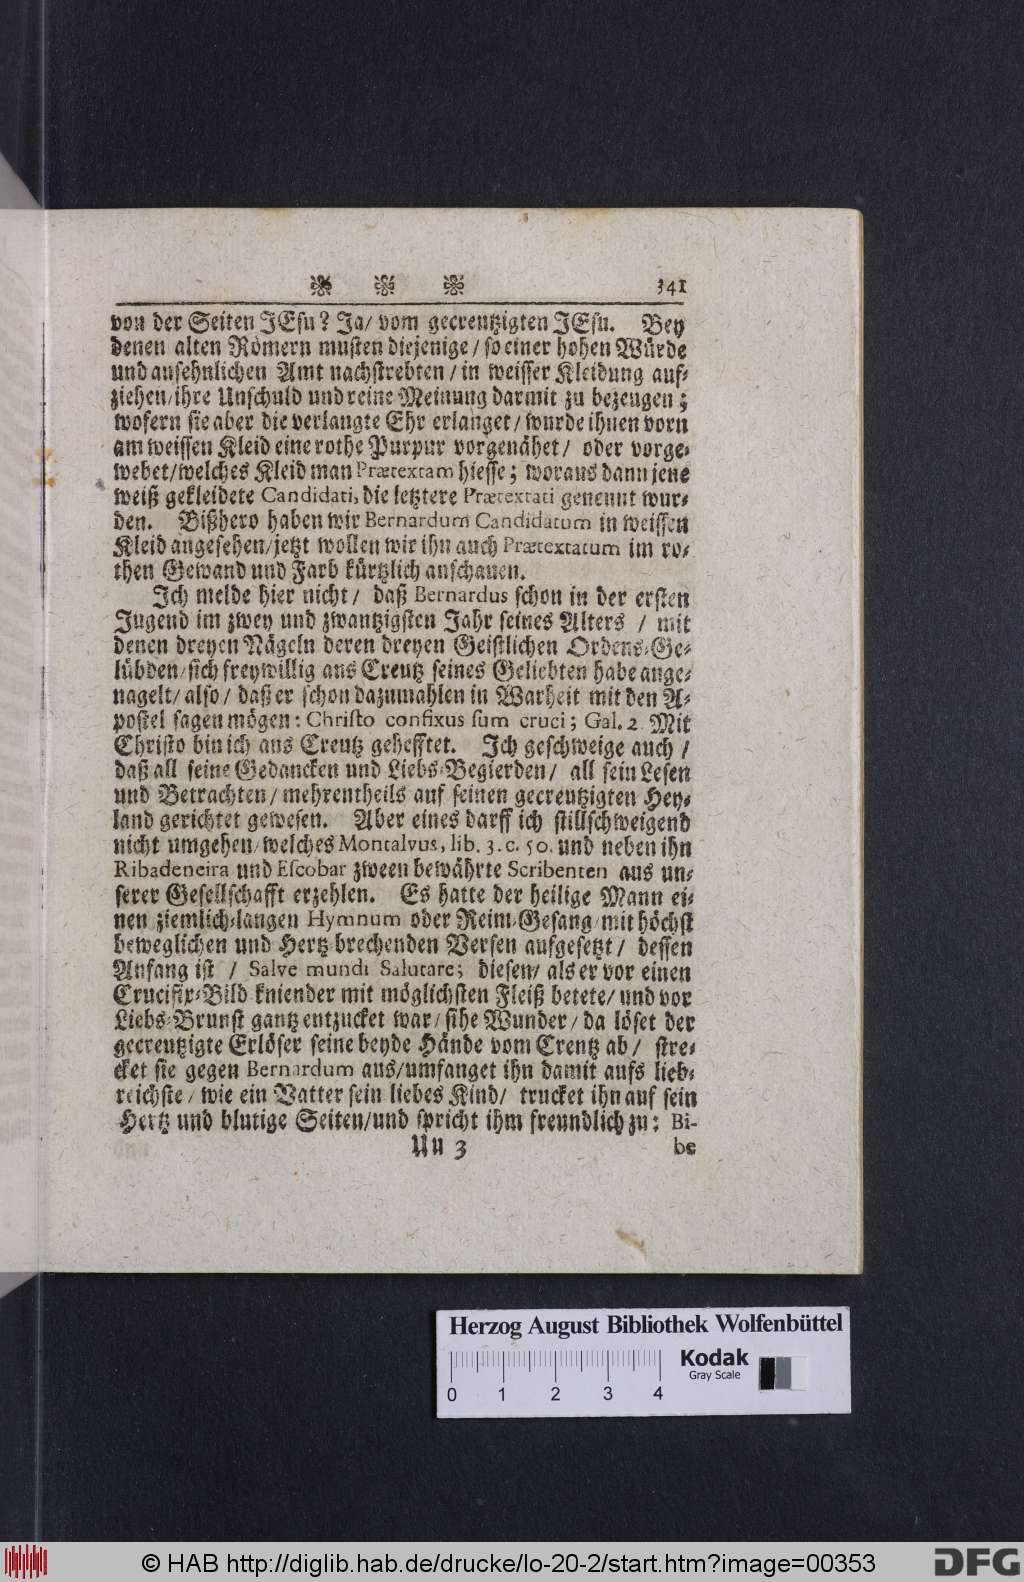 341
von der Seiten JEsu? Ja/ vom gecreutzigten JEsu. Bey
denen alten Römern musten diejenige/ so einer hohen Würde
und ansehnlichen Amt nachstrebten/ in weisser Kleidung auf-
ziehen/ ihre Unschuld und reine Meinung darmit zu bezeugen;
wofern sie aber die verlangte Ehr erlanget/ wurde ihnen vorn
am weissen Kleid eine rothe Purpur vorgenähet/ oder vorge-
webet/ welches Kleid man Prætextam hiesse; woraus dann jene
weiß gekleidete Candidati, die letztere Prætextati genennt wur-
den. Bißhero haben wir Bernardum Candidatum in weissen
Kleid angesehen/ jetzt wollen wir ihn auch Prætextatum im ro-
then Gewand und Farb kürtzlich anschauen.
Ich melde hier nicht/ daß Bernardus schon in der ersten
Jugend im zwey und zwantzigsten Jahr seines Alters / mit
denen dreyen Nägeln deren dreyen Geistlichen Ordens-Ge-
lübden/ sich freywillig ans Creutz seines Geliebten habe ange-
nagelt/ also/ daß er schon dazumahlen in Warheit mit den A-
postel sagen mögen: Christo confixus sum cruci; Gal. 2. Mit
Christo bin ich ans Creutz gehefftet. Ich geschweige auch /
daß all seine Gedancken und Liebs-Begierden/ all sein Lesen
und Betrachten/ mehrentheils auf seinen gecreutzigten Hey-
land gerichtet gewesen. Aber eines darff ich stillschweigend
nicht umgehen/ welches Montalvus, lib. 3. c. 50. und neben ihn
Ribadeneira und Escobar zween bewährte Scribenten aus un-
serer Gesellschafft erzehlen. Es hatte der heilige Mann ei-
nen ziemlich-langen Hymnum oder Reim-Gesang/ mit höchst
beweglichen und Hertz-brechenden Versen aufgesetzt/ dessen
Anfang ist / Salve mundi Salutare; diesen/ als er vor einen
Crucifix-Bild kniender mit möglichsten Fleiß betete/ und vor
Liebs-Brunst gantz entzucket war/ sihe Wunder/ da löset der
gecreutzigte Erlöser seine beyde Hände vom Creutz ab/ stre-
cket sie gegen Bernardum aus/ umfanget ihn damit aufs lieb-
reichste/ wie ein Vatter sein liebes Kind/ trucket ihn auf sein
Hertz und blutige Seiten/ und spricht ihm freundlich zu: Bi-
Uu 3 be
Herzog August Bibliothek Wolfenbüttel
Kodak
Gray Scale
0 1 2 3 4
© HAB http://diglib.hab.de/drucke/lo-20-2/start.htm?image=00353
DFG